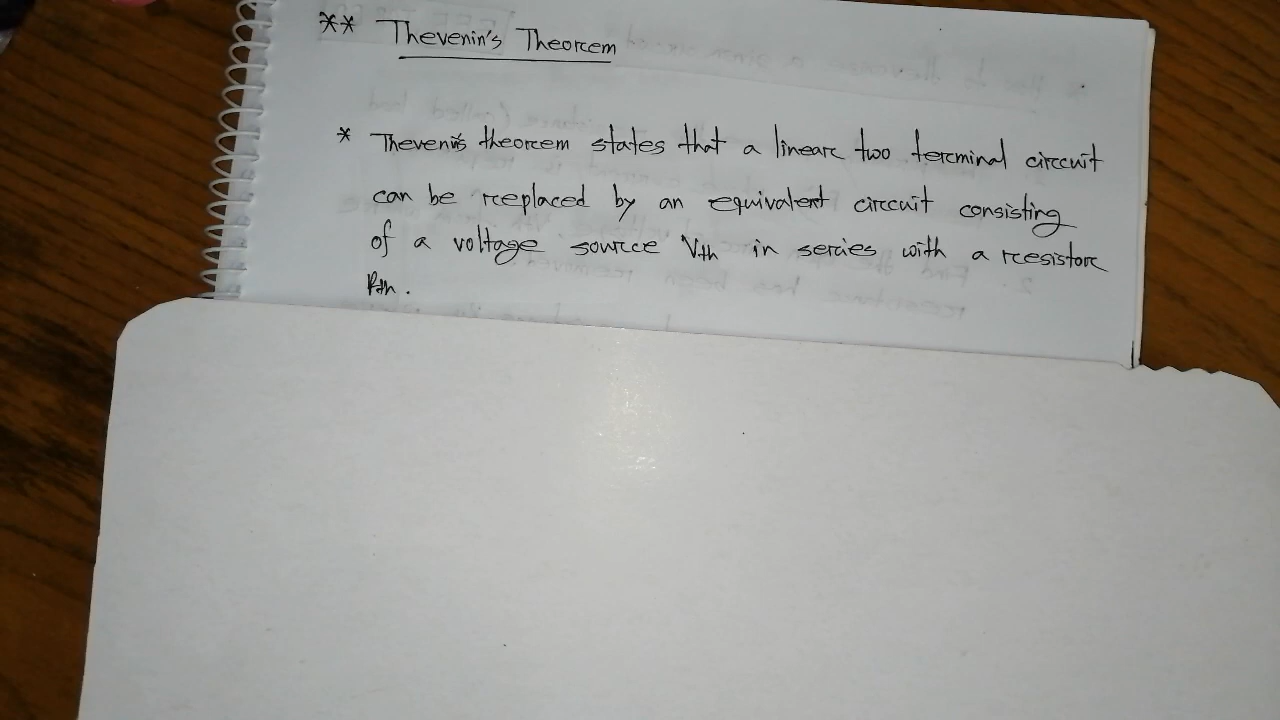 ** Thevenin's Theorem
* Thevenin's theorem states that a linear two terminal circuit
can be replaced by an equivalent circuit consisting
of a voltage source Vth in series with a resistor
Rth.